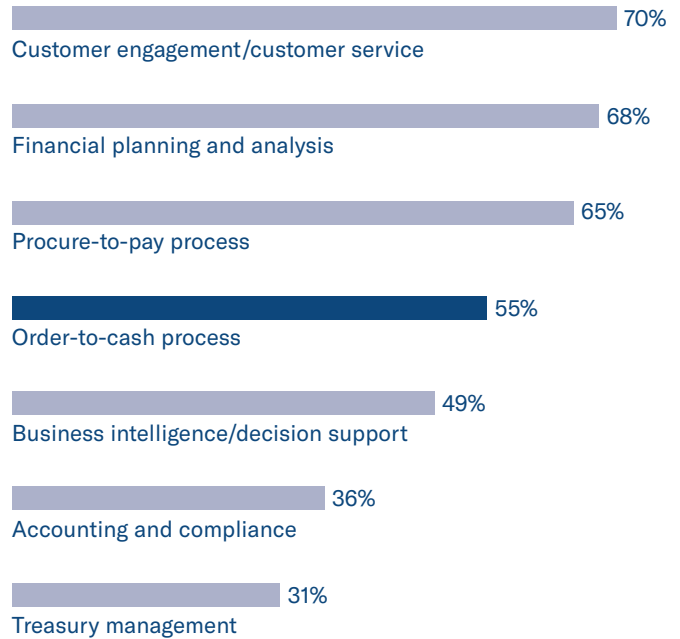 70%
Customer engagement/customer service
68%
Financial planning and analysis
65%
Procure-to-pay process
55%
Order-to-cash process
49%
Business intelligence/decision support
36%
Accounting and compliance
31%
Treasury management